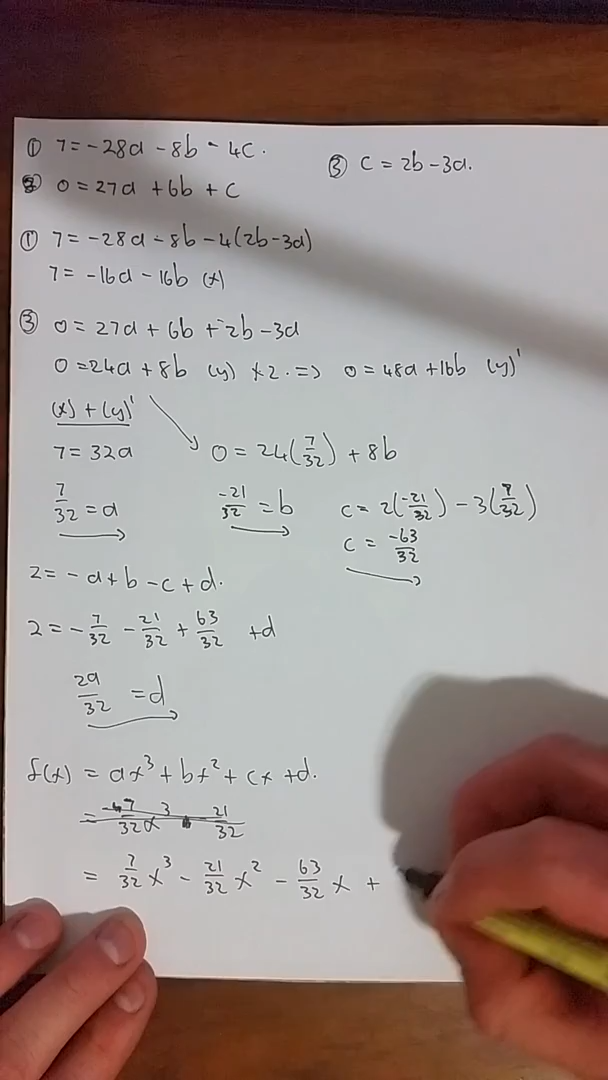 ① 7 = -28a - 8b - 4c.
③ c = 2b - 3a.
② 0 = 27a + 6b + c
① 7 = -28a - 8b - 4(2b - 3a)
7 = -16a - 16b (x)
③ 0 = 27a + 6b + 2b - 3a
0 = 24a + 8b (y) × 2. => 0 = 48a + 16b (y)'
(x) + (y)'
7 = 32a
0 = 24(7/32) + 8b
7/32 = a
-21/32 = b
c = 2(-21/32) - 3(7/32)
c = -63/32
2 = -a + b - c + d.
2 = -7/32 - 21/32 + 63/32 + d
29/32 = d
f(x) = ax³ + bx² + cx + d.
= 7/32 x³ - 21/32 x² - 63/32 x +